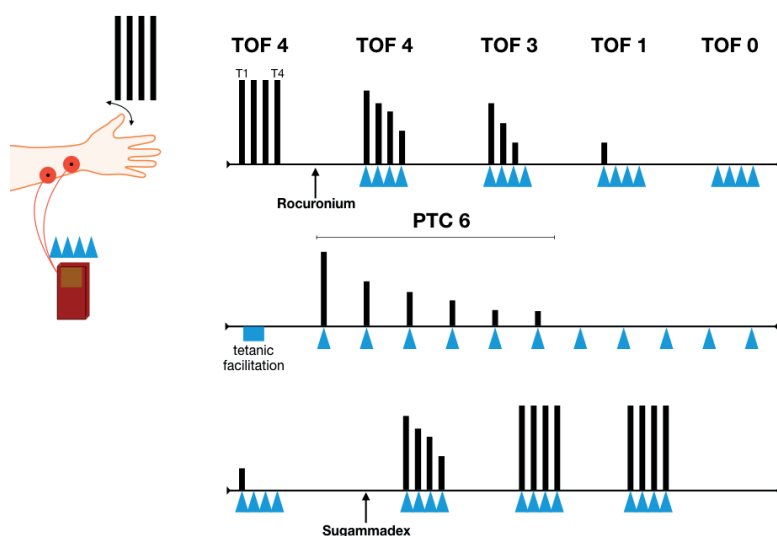 TOF 4 TOF 4 TOF 3 TOF 1 TOF 0
T1 T4
Rocuronium
PTC 6
tetanic
facilitation
Sugammadex